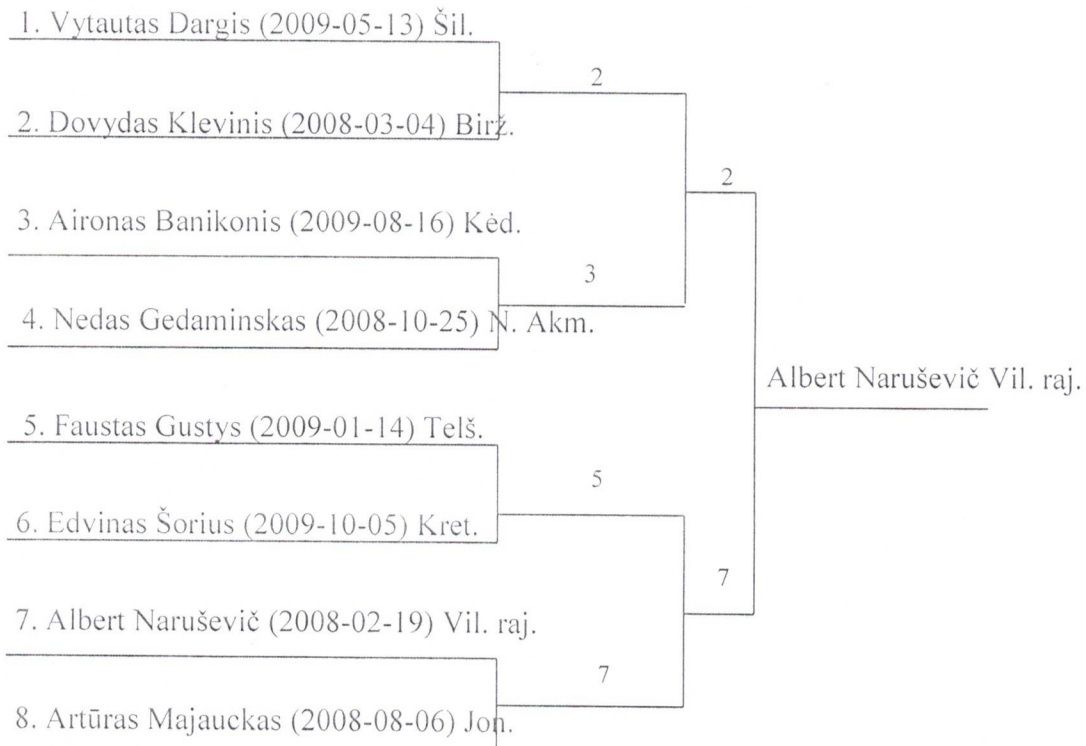 1. Vytautas Dargis (2009-05-13) Šil.
2
2. Dovydas Klevinis (2008-03-04) Birž.
2
3. Aironas Banikonis (2009-08-16) Kėd.
3
4. Nedas Gedaminskas (2008-10-25) N. Akm.
Albert Naruševič Vil. raj.
5. Faustas Gustys (2009-01-14) Telš.
5
6. Edvinas Šorius (2009-10-05) Kret.
7
7. Albert Naruševič (2008-02-19) Vil. raj.
7
8. Artūras Majauckas (2008-08-06) Jon.